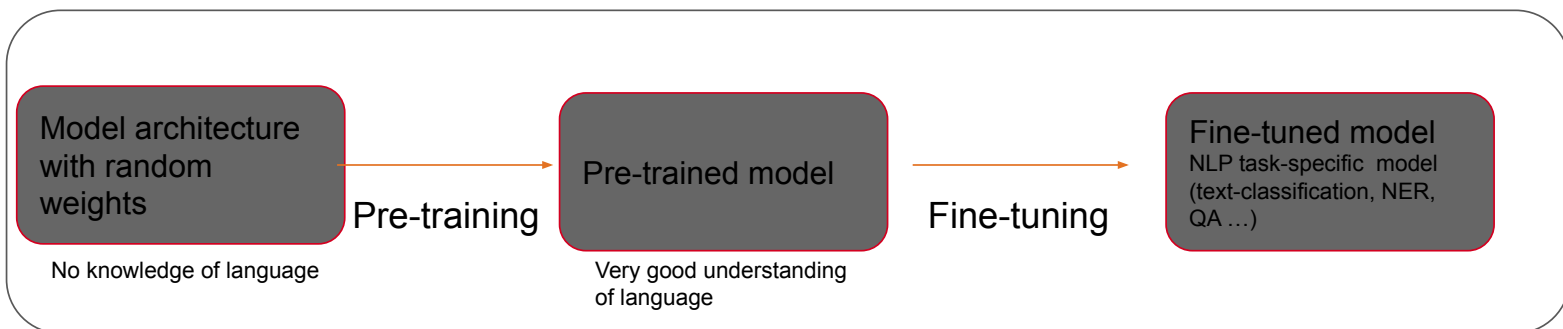 Model architecture
with random
weights
No knowledge of language
Pre-training
Pre-trained model
Very good understanding
of language
Fine-tuning
Fine-tuned model
NLP task-specific  model
(text-classification, NER,
QA …)